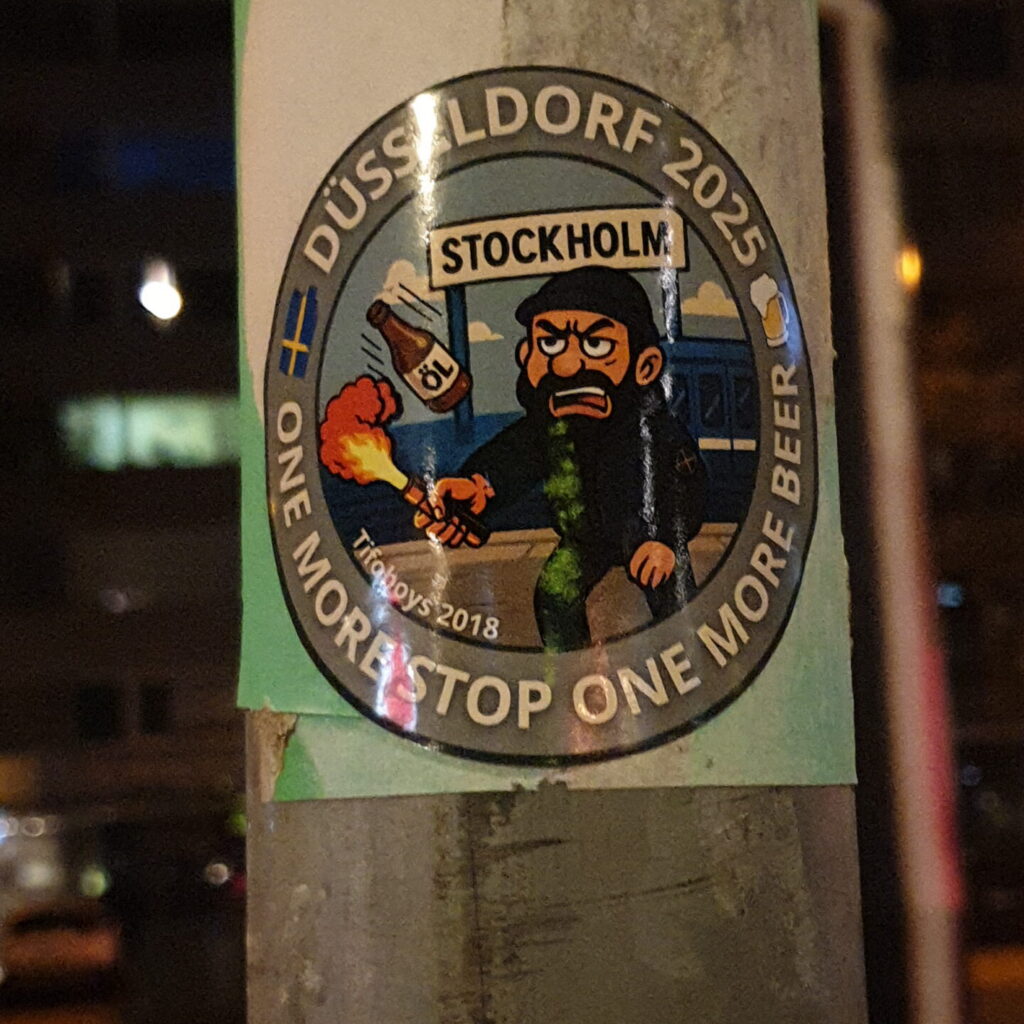 DÜSSELDORF 2025
STOCKHOLM
ÖL
Tifoboys 2018
ONE MORE STOP ONE MORE BEER